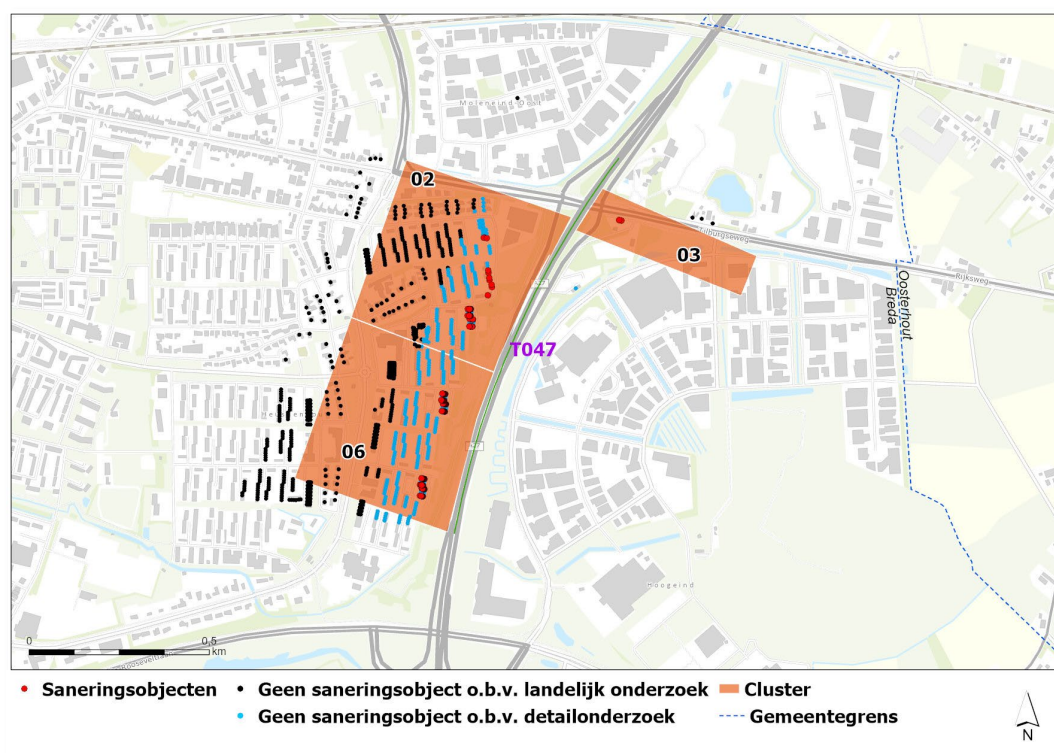 Moleneind Oost
02
03
Tilburgseweg
Rijksweg
Oosterhout
Breda
T047
06
Hoogeind
0 0,5
km
Saneringsobjecten
Geen saneringsobject o.b.v. landelijk onderzoek
Cluster
Geen saneringsobject o.b.v. detailonderzoek
Gemeentegrens
N